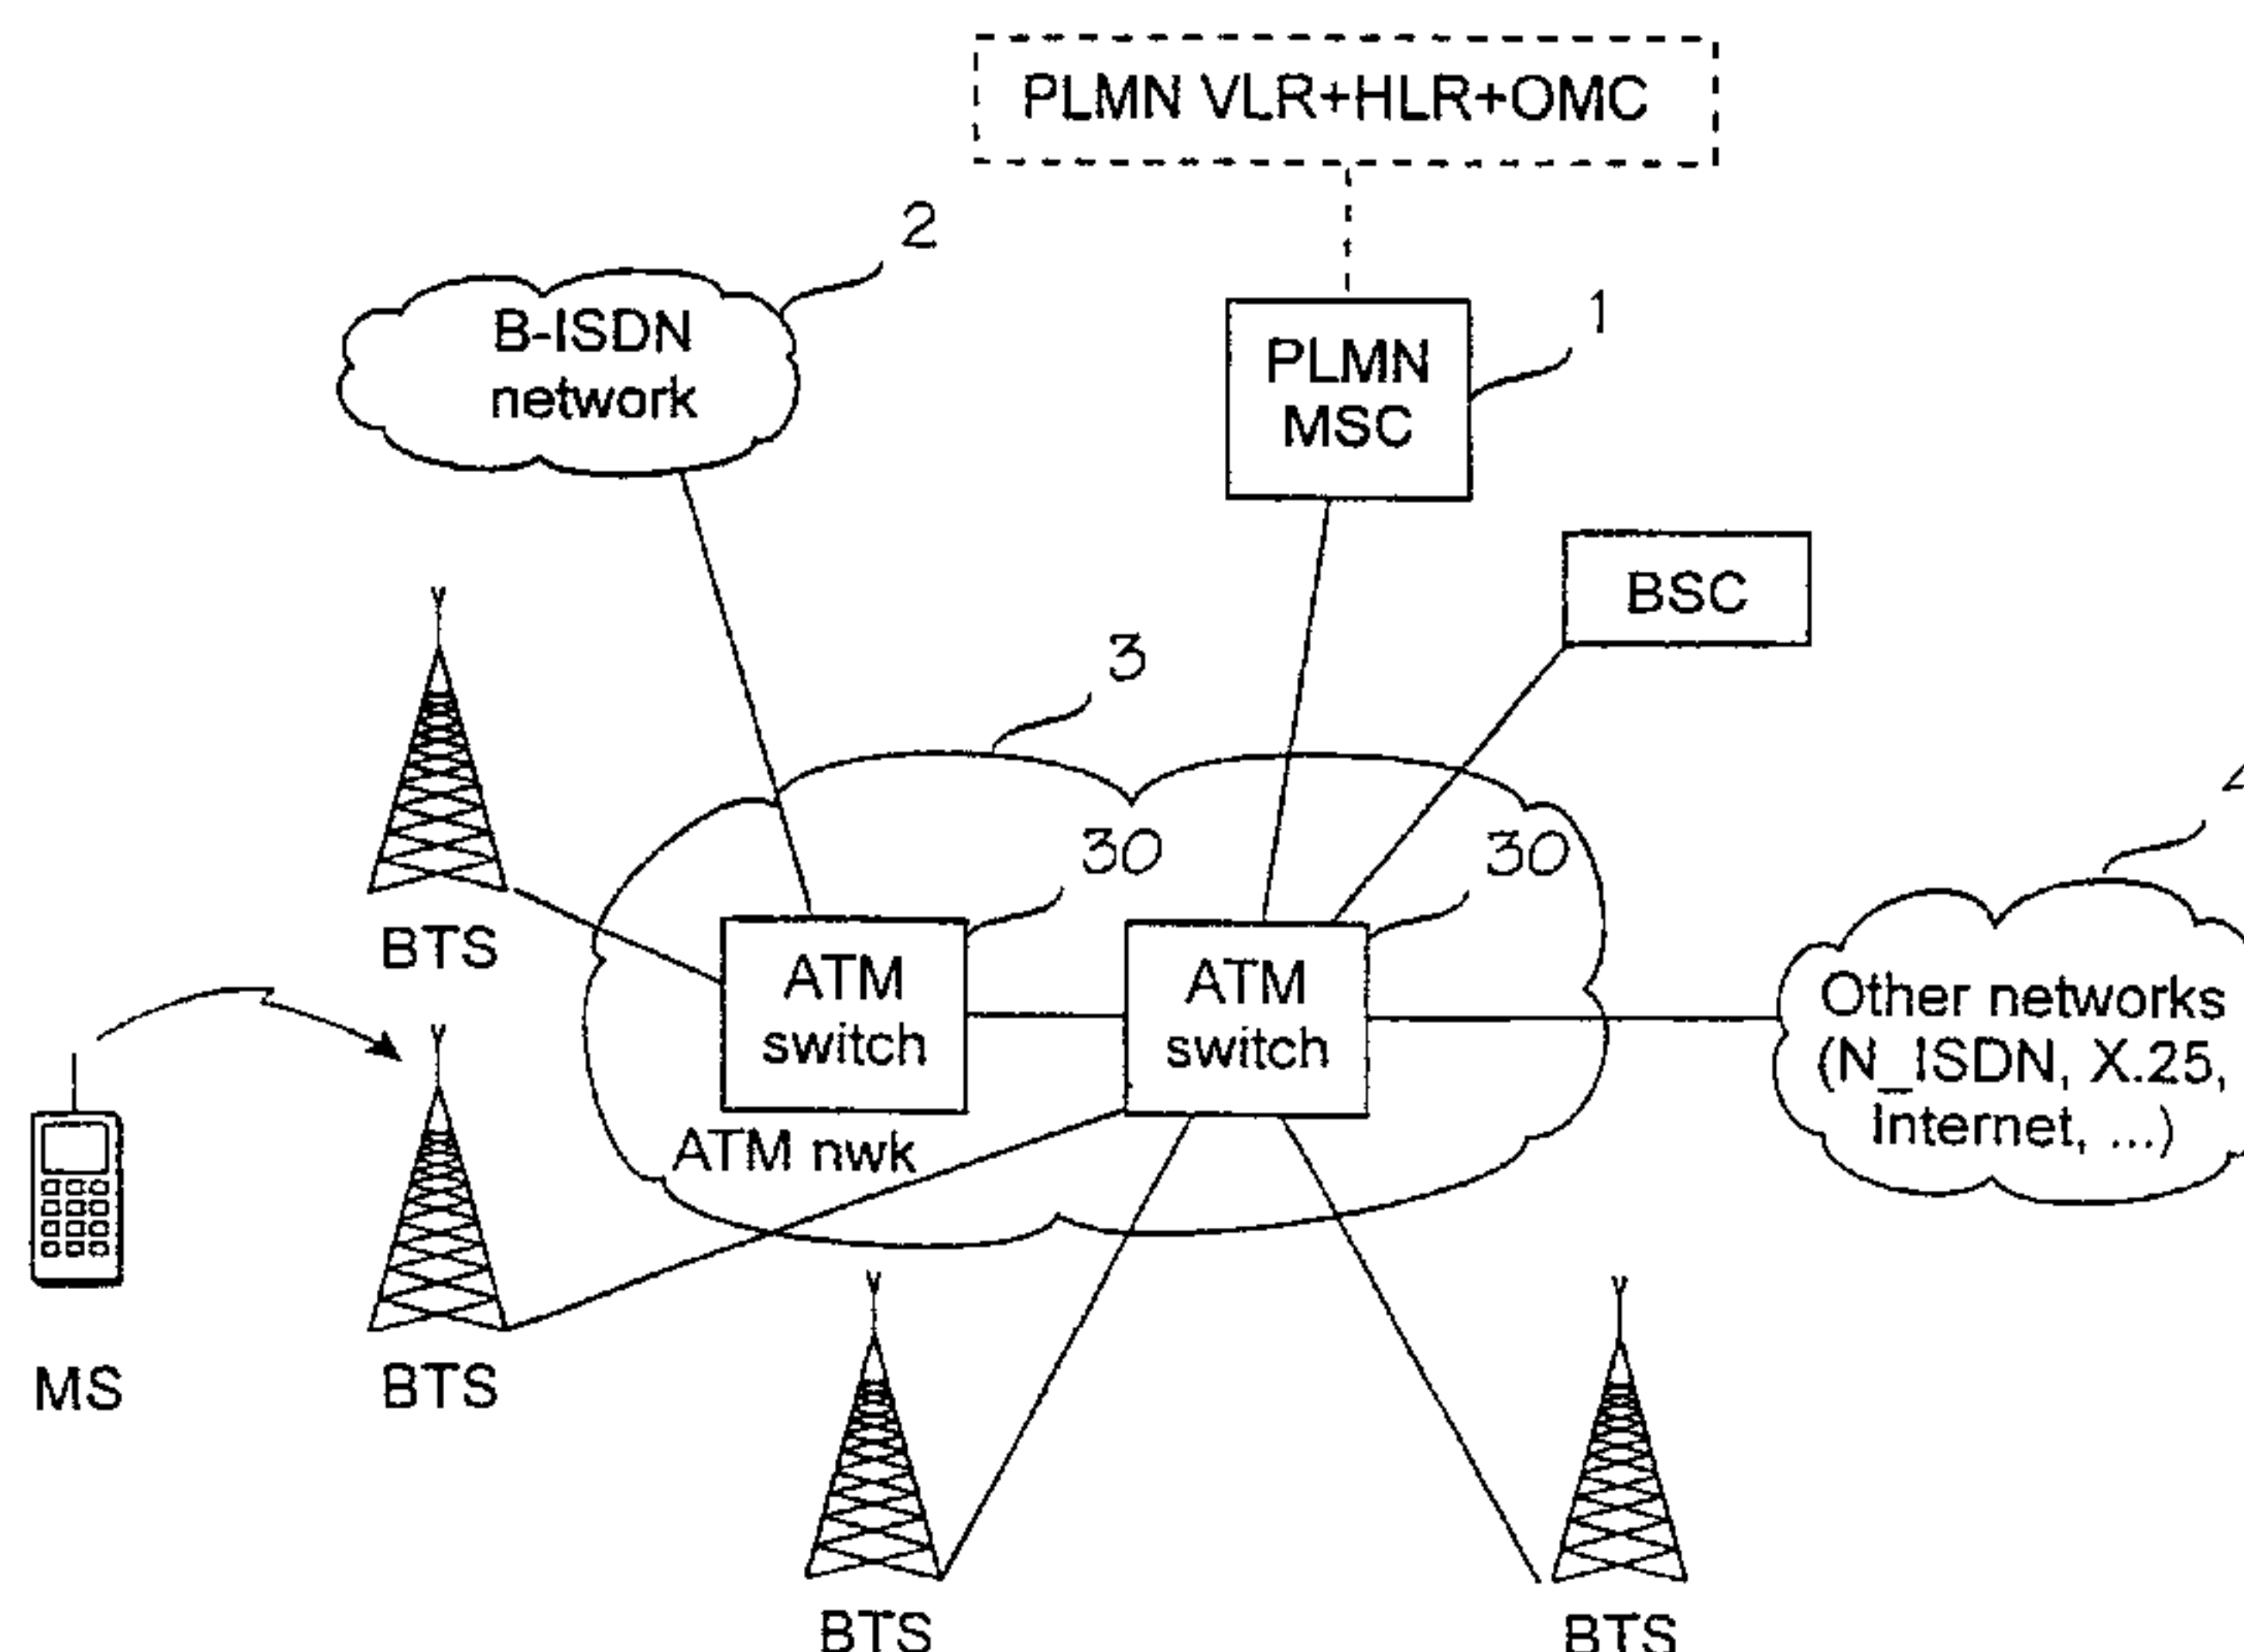 PLMN VLR+HLR+OMC
2
B-ISDN
network
1
PLMN
MSC
BSC
3
4
30
30
BTS
ATM
switch
ATM
switch
Other networks
(N_ISDN, X.25,
Internet, ...)
ATM nwk
MS
BTS
BTS
BTS